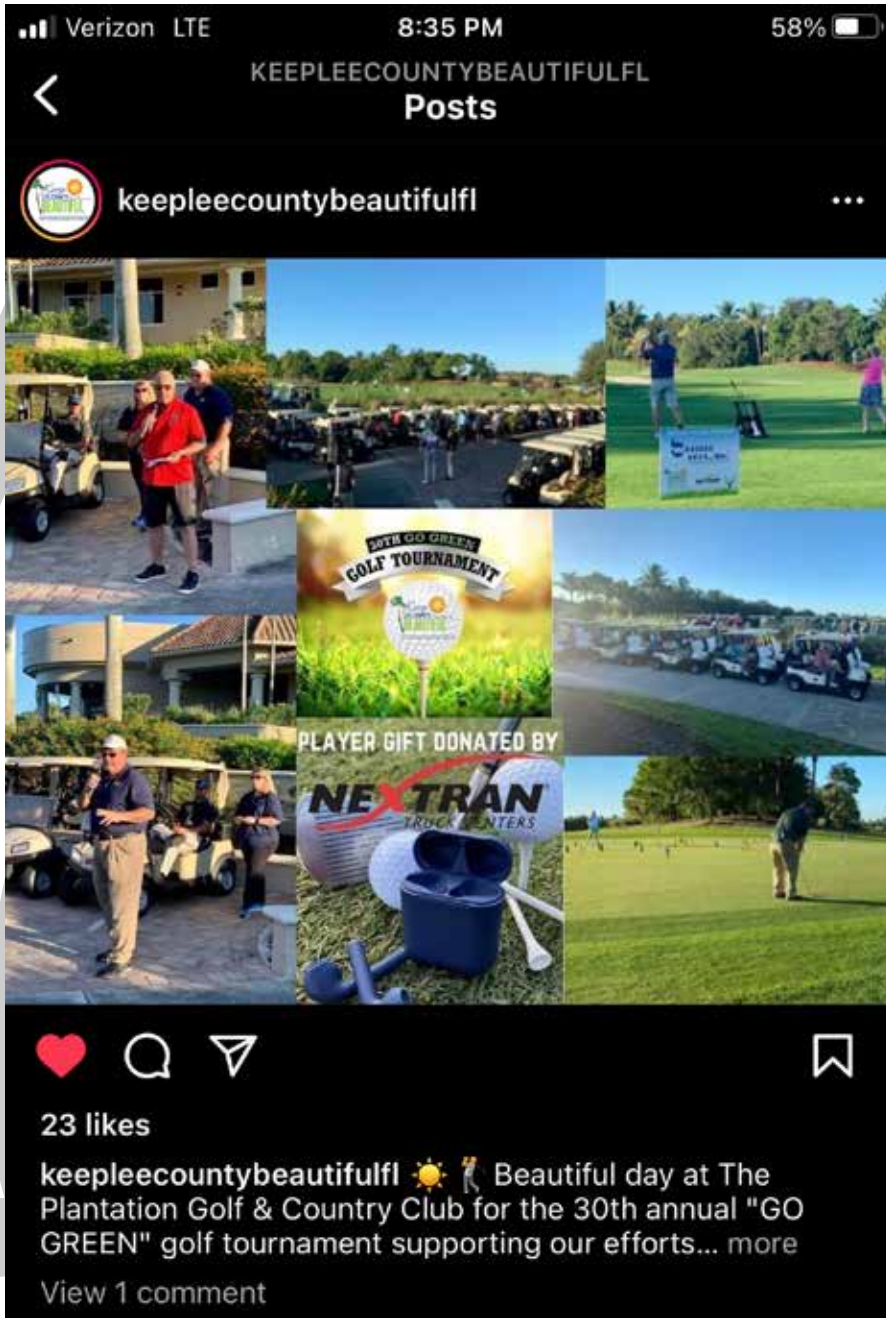 Verizon LTE 8:35 PM 58%
KEEPLEECOUNTYBEAUTIFULFL
Posts
keepleecountybeautifulfl
30TH GO GREEN
GOLF TOURNAMENT
BEAUTIFUL
PLAYER GIFT DONATED BY
NEXTRAN
TRUCK CENTERS
23 likes
keepleecountybeautifulfl ☀️ 🏌 Beautiful day at The
Plantation Golf & Country Club for the 30th annual "GO
GREEN" golf tournament supporting our efforts... more
View 1 comment